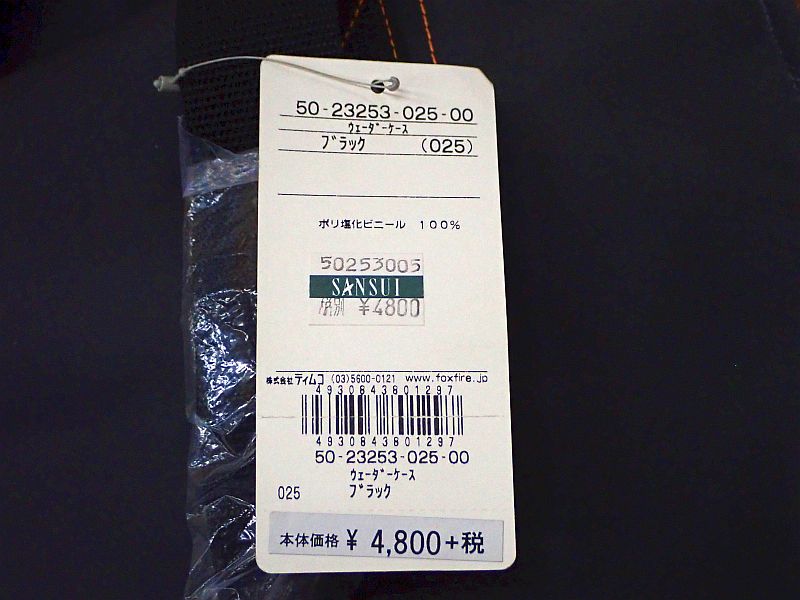 50-23253-025-00
ｳｪｰﾀﾞｰｹｰｽ
ﾌﾞﾗｯｸ (025)
ポリ塩化ビニール 100%
50253005
SANSUI
税別 ¥4800
株式会社ティムコ (03)5600-0121 www.foxfire.jp
4930843801297
4930843801297
50-23253-025-00
ｳｪｰﾀﾞｰｹｰｽ
025 ﾌﾞﾗｯｸ
本体価格 ¥ 4,800+税